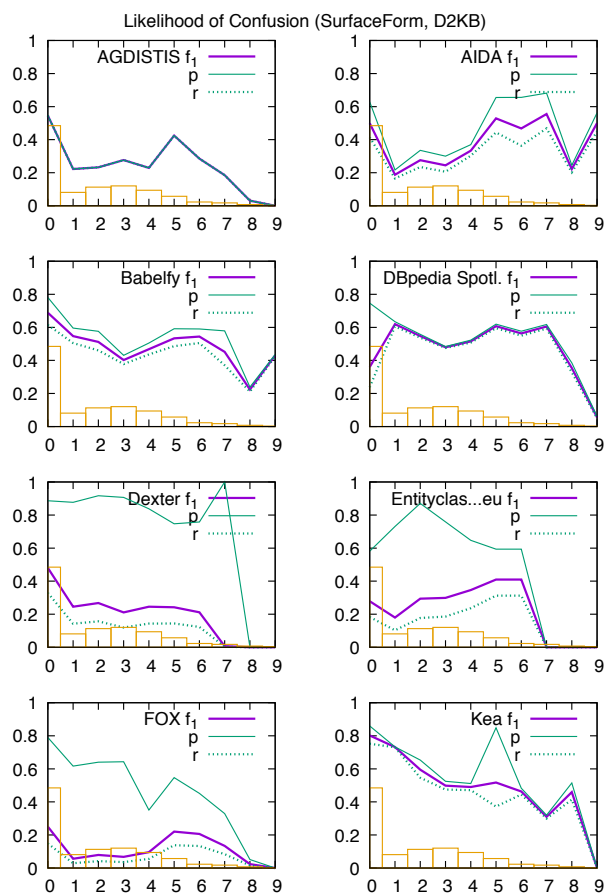 Likelihood of Confusion (SurfaceForm, D2KB)
AGDISTIS f1
p
r
1
0.8
0.6
0.4
0.2
0
0 1 2 3 4 5 6 7 8 9
AIDA f1
p
r
1
0.8
0.6
0.4
0.2
0
0 1 2 3 4 5 6 7 8 9
Babelfy f1
p
r
1
0.8
0.6
0.4
0.2
0
0 1 2 3 4 5 6 7 8 9
DBpedia Spotl. f1
p
r
1
0.8
0.6
0.4
0.2
0
0 1 2 3 4 5 6 7 8 9
Dexter f1
p
r
1
0.8
0.6
0.4
0.2
0
0 1 2 3 4 5 6 7 8 9
Entityclas...eu f1
p
r
1
0.8
0.6
0.4
0.2
0
0 1 2 3 4 5 6 7 8 9
FOX f1
p
r
1
0.8
0.6
0.4
0.2
0
0 1 2 3 4 5 6 7 8 9
Kea f1
p
r
1
0.8
0.6
0.4
0.2
0
0 1 2 3 4 5 6 7 8 9